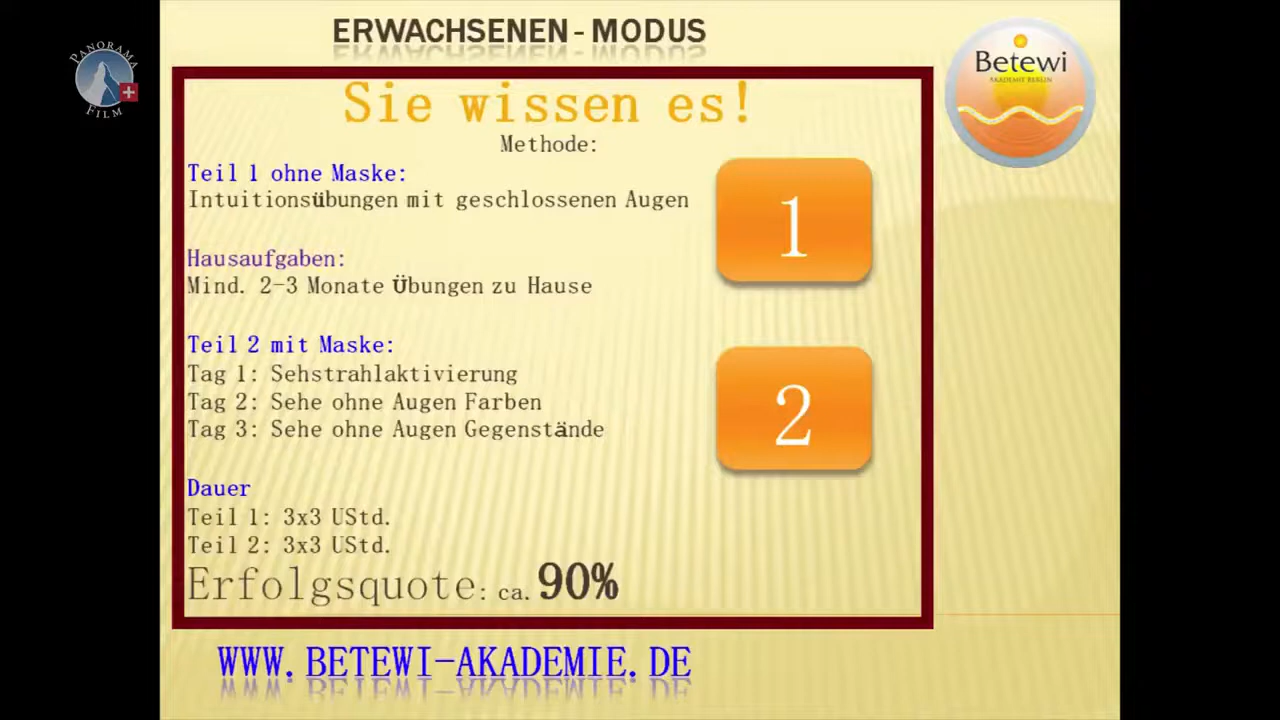 ERWACHSENEN - MODUS
PANORAMA
FILM
Betewi
AKADEMIE BERLIN
Sie wissen es!
Methode:
Teil 1 ohne Maske:
Intuitionsübungen mit geschlossenen Augen
1
Hausaufgaben:
Mind. 2-3 Monate Übungen zu Hause
Teil 2 mit Maske:
Tag 1: Sehstrahlaktivierung
Tag 2: Sehe ohne Augen Farben
Tag 3: Sehe ohne Augen Gegenstände
2
Dauer
Teil 1: 3x3 UStd.
Teil 2: 3x3 UStd.
Erfolgsquote: ca. 90%
WWW.BETEWI-AKADEMIE.DE